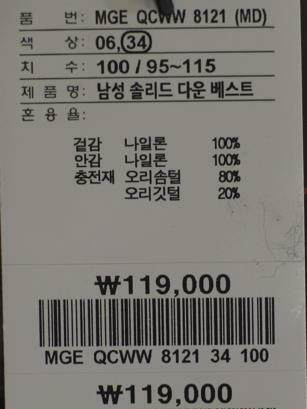 품 번: MGE QCWW 8121 (MD)
색 상: 06,34
치 수: 100 / 95~115
제 품 명: 남성 솔리드 다운 베스트
혼 용 율:
겉감 나일론 100%
안감 나일론 100%
충전재 오리솜털 80%
오리깃털 20%
₩119,000
MGE QCWW 8121 34 100
₩119,000